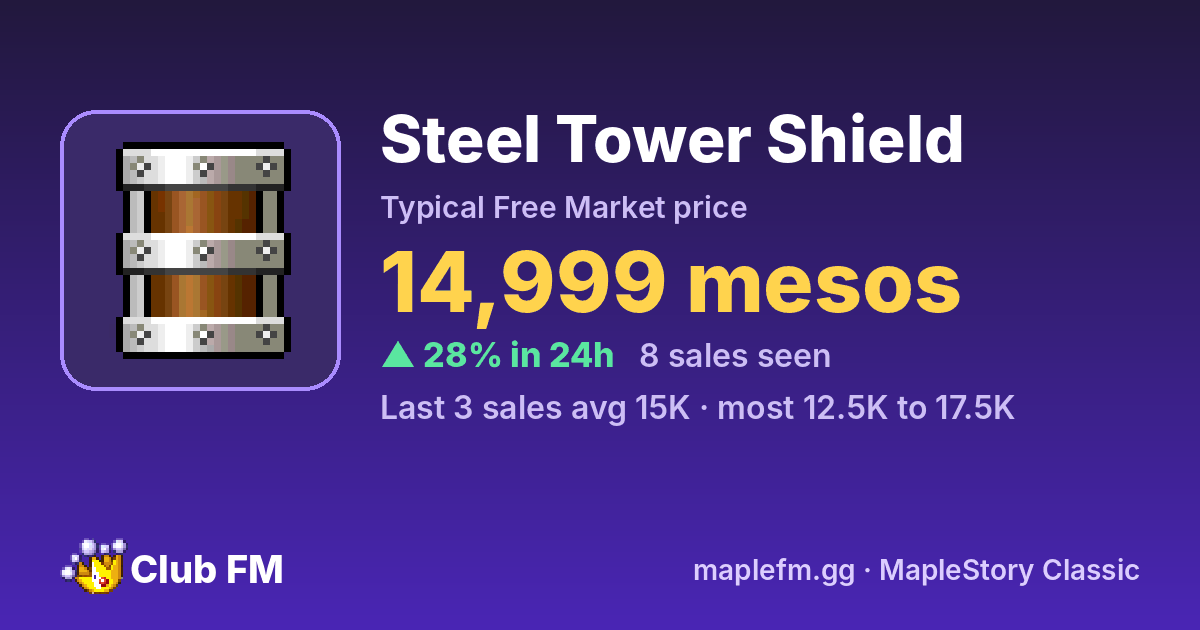 Steel Tower Shield
Typical Free Market price
14,999 mesos
▲ 28% in 24h 8 sales seen
Last 3 sales avg 15K · most 12.5K to 17.5K
Club FM
maplefm.gg · MapleStory Classic